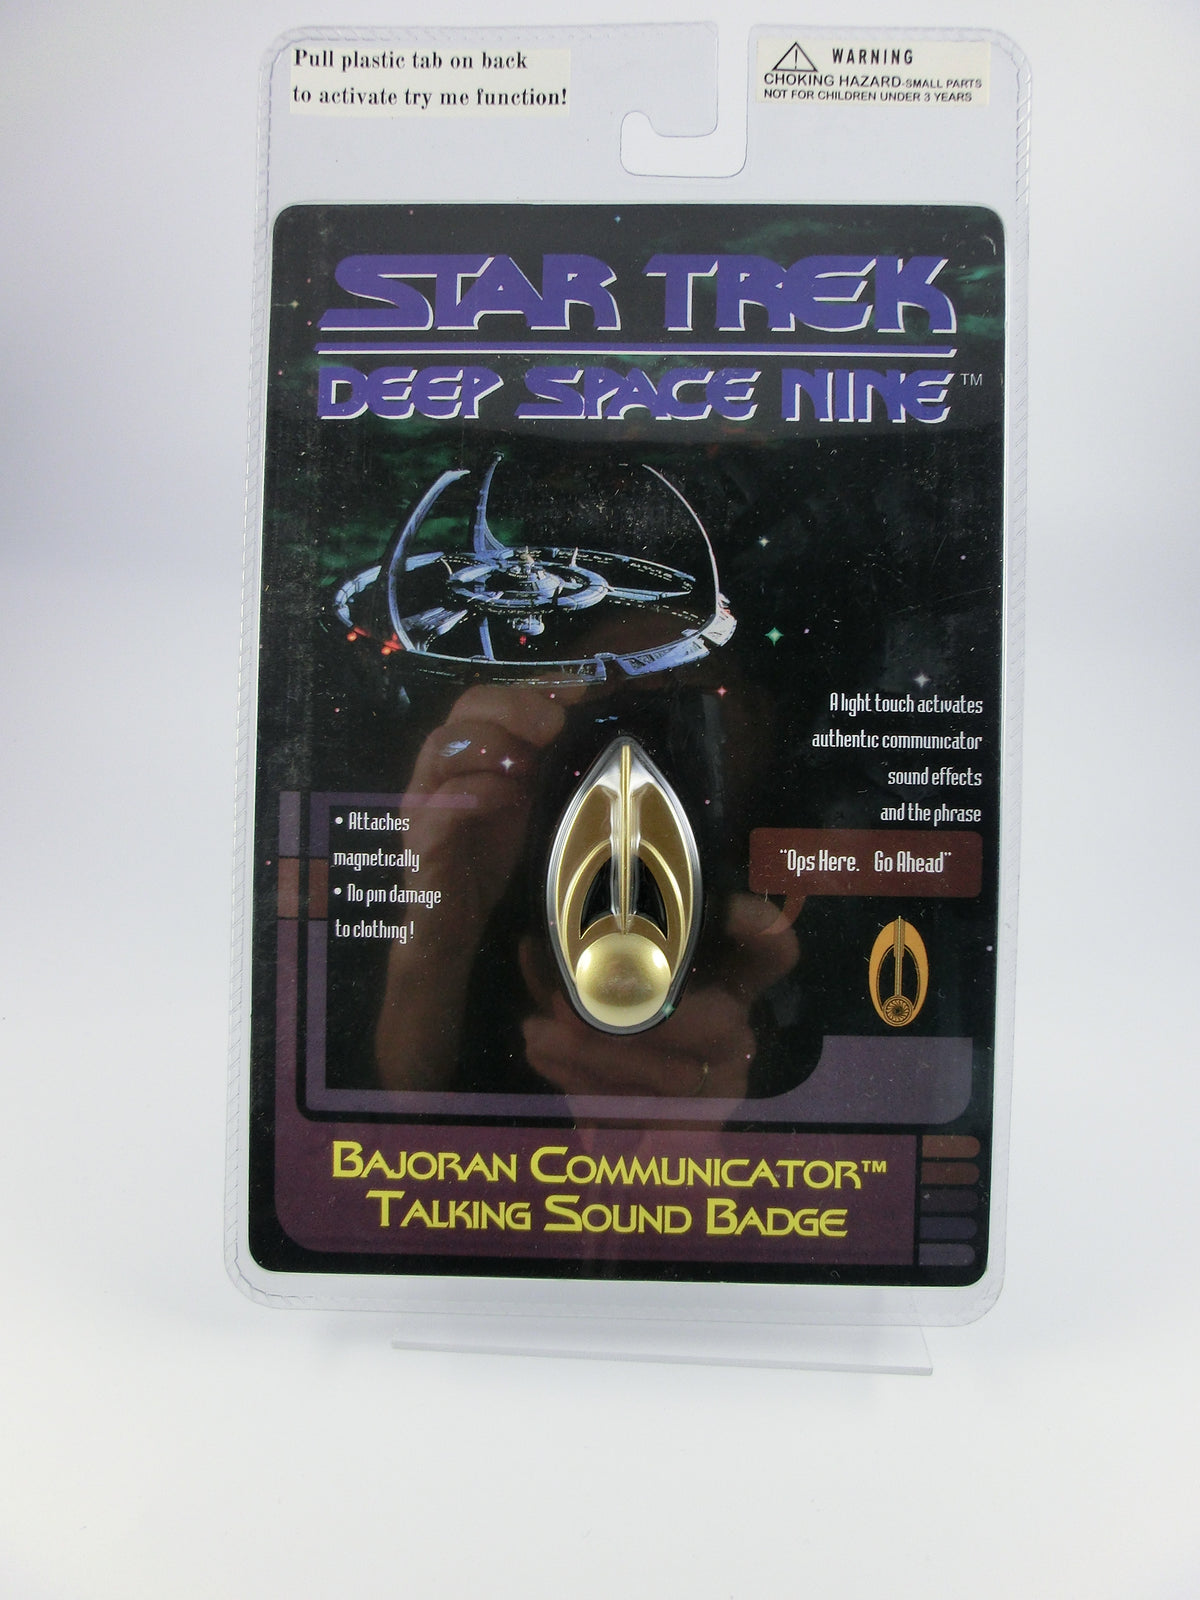 Pull plastic tab on back
to activate try me function!
WARNING
CHOKING HAZARD-SMALL PARTS
NOT FOR CHILDREN UNDER 3 YEARS
STAR TREK
DEEP SPACE NINE™
A light touch activates
authentic communicator
sound effects
and the phrase
"Ops Here. Go Ahead"
• Attaches
magnetically
• No pin damage
to clothing!
BAJORAN COMMUNICATOR™
TALKING SOUND BADGE